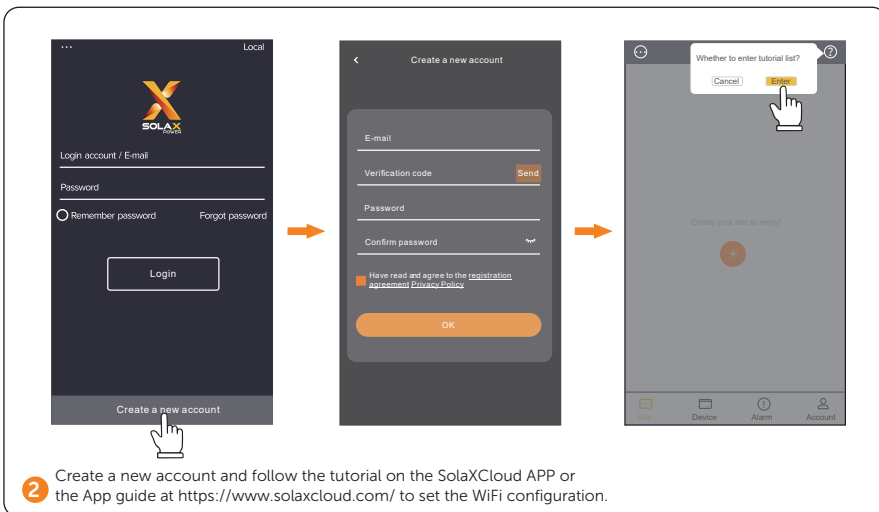 ... Local
SOLAX
POWER
Login account / E-mail
Password
Remember password Forgot password
Login
Create a new account
Create a new account
E-mail
Verification code Send
Password
Confirm password
Have read and agree to the registration
agreement Privacy Policy
OK
Whether to enter tutorial list?
Cancel Enter
?
Create your site to enjoy!
+
Site Device Alarm Account
2 Create a new account and follow the tutorial on the SolaXCloud APP or
the App guide at https://www.solaxcloud.com/ to set the WiFi configuration.